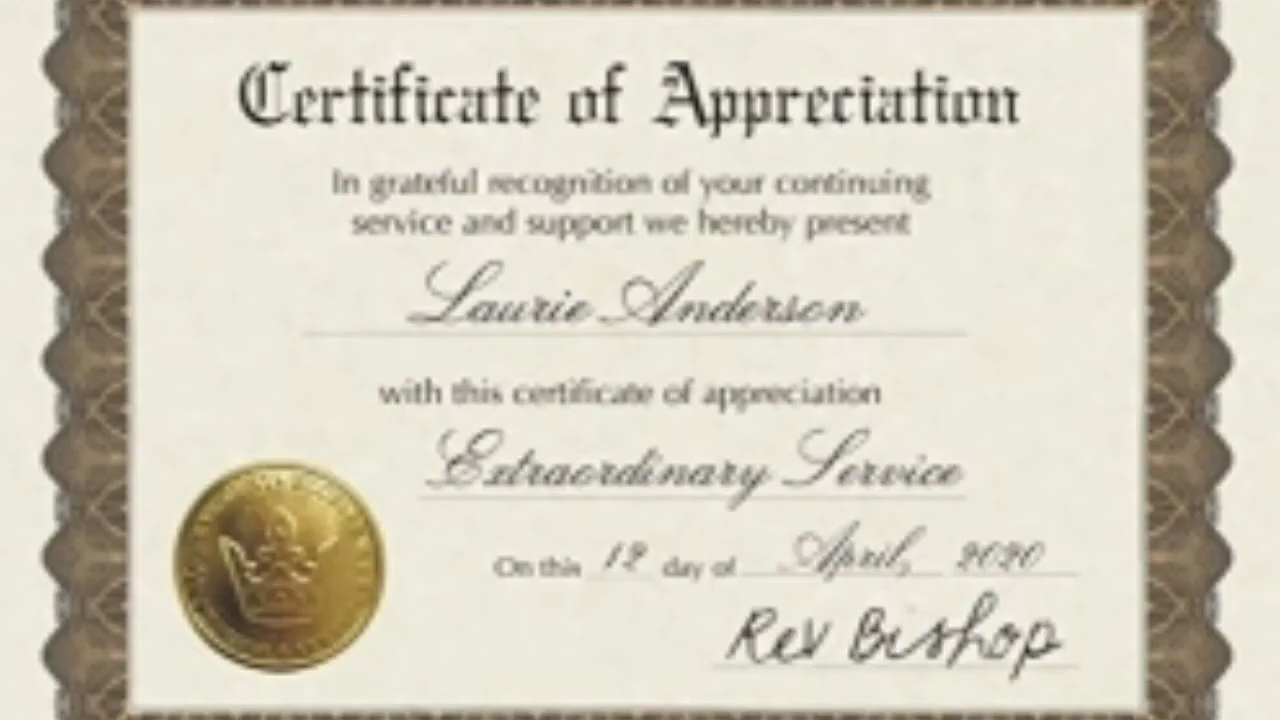 Certificate of Appreciation
In grateful recognition of your continuing
service and support we hereby present
Laurie Anderson
with this certificate of appreciation
Extraordinary Service
On this 12 day of April, 2020
Rev Bishop